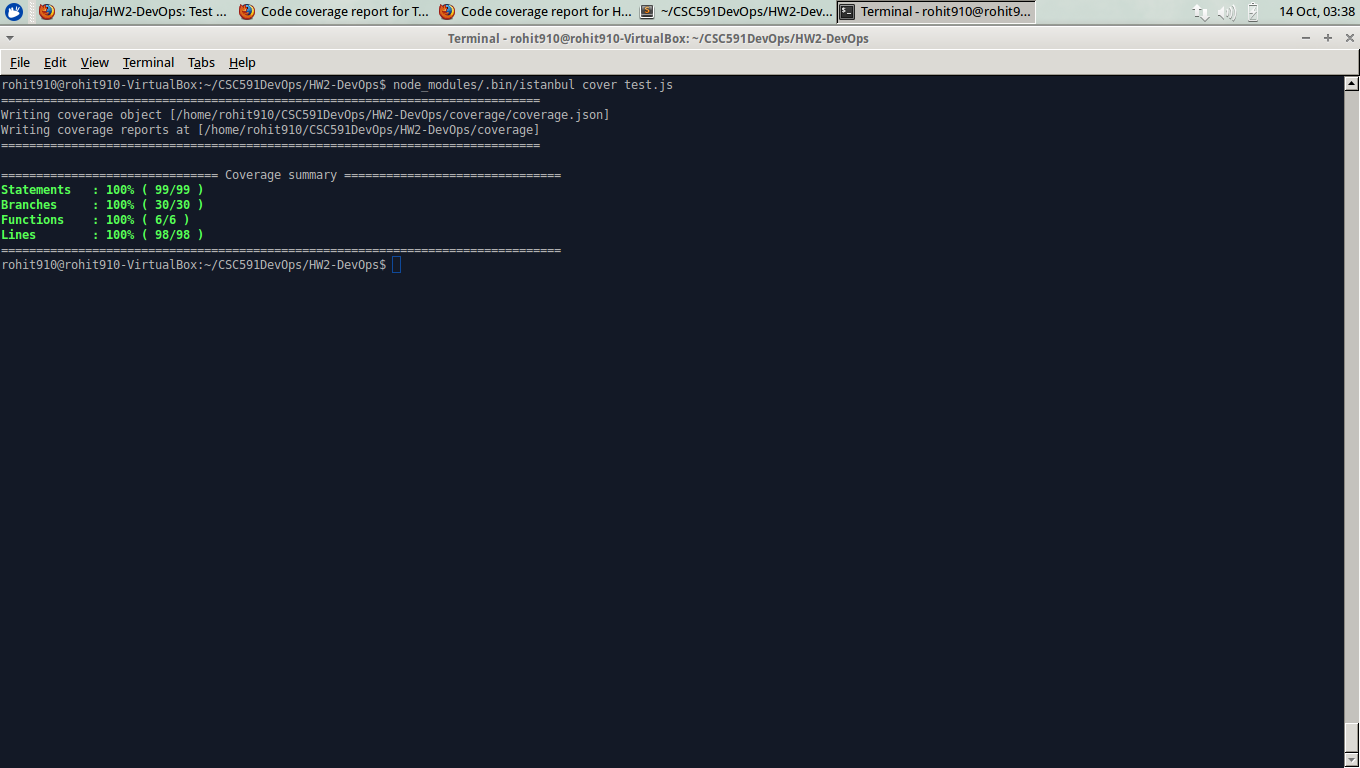 rahuja/HW2-DevOps: Test ... Code coverage report for T... Code coverage report for H... ~/CSC591DevOps/HW2-Dev... Terminal - rohit910@rohit9... 14 Oct, 03:38
Terminal - rohit910@rohit910-VirtualBox: ~/CSC591DevOps/HW2-DevOps
File Edit View Terminal Tabs Help
rohit910@rohit910-VirtualBox:~/CSC591DevOps/HW2-DevOps$ node_modules/.bin/istanbul cover test.js
=============================================================================
Writing coverage object [/home/rohit910/CSC591DevOps/HW2-DevOps/coverage/coverage.json]
Writing coverage reports at [/home/rohit910/CSC591DevOps/HW2-DevOps/coverage]
=============================================================================
=============================== Coverage summary ===============================
Statements   : 100% ( 99/99 )
Branches     : 100% ( 30/30 )
Functions    : 100% ( 6/6 )
Lines        : 100% ( 98/98 )
================================================================================
rohit910@rohit910-VirtualBox:~/CSC591DevOps/HW2-DevOps$